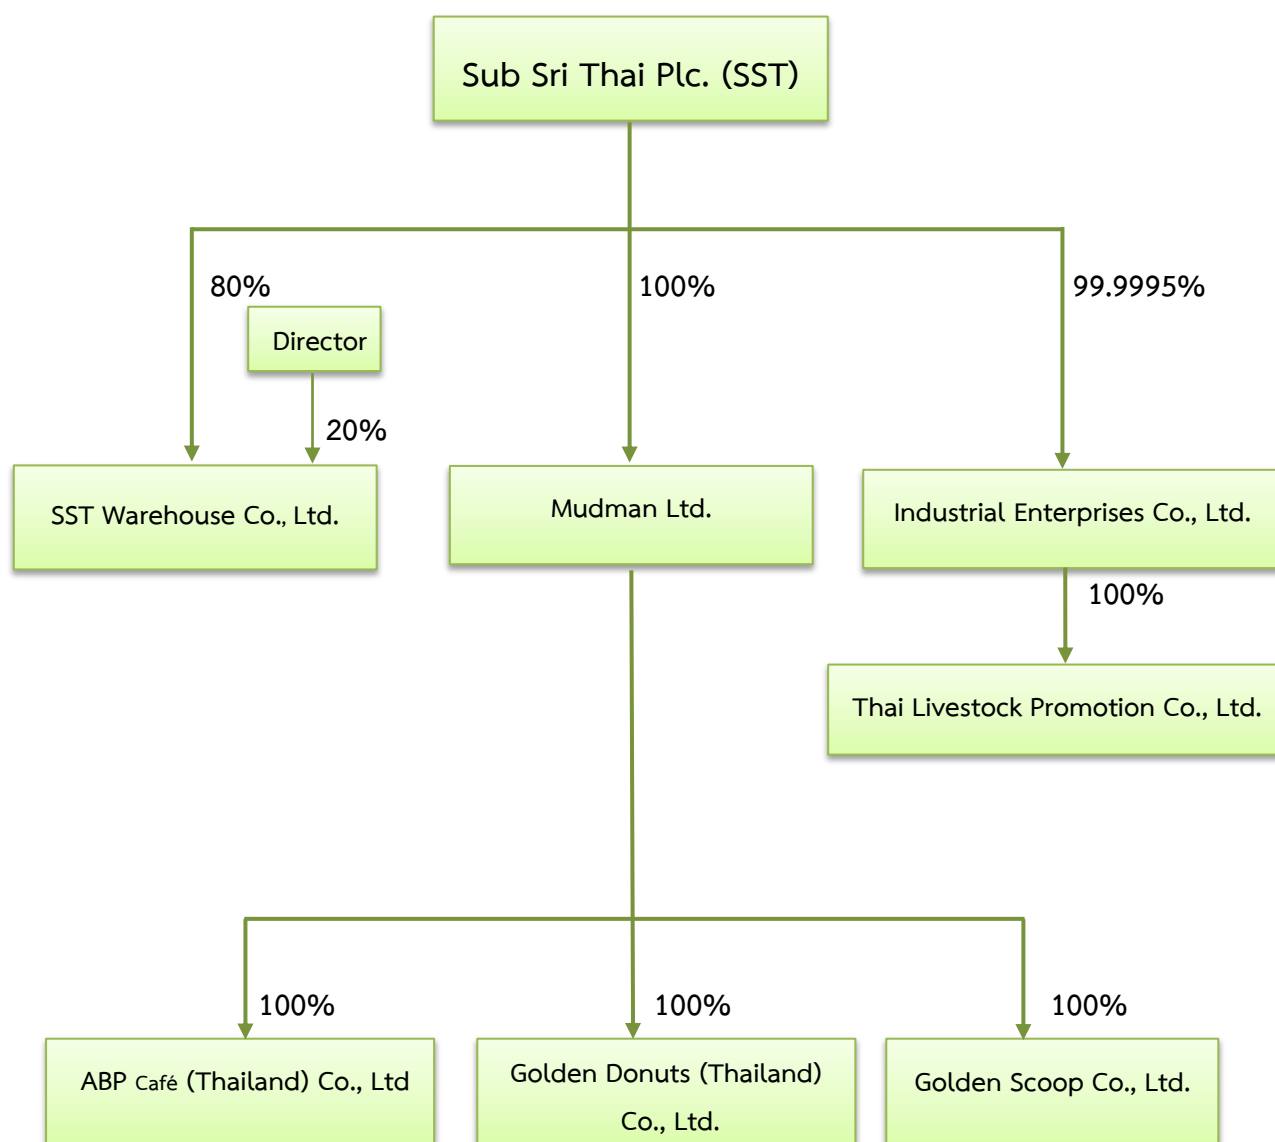 Sub Sri Thai Plc. (SST)
80%
100%
99.9995%
Director
20%
SST Warehouse Co., Ltd.
Mudman Ltd.
Industrial Enterprises Co., Ltd.
100%
Thai Livestock Promotion Co., Ltd.
100%
100%
100%
ABP Café (Thailand) Co., Ltd
Golden Donuts (Thailand)
Co., Ltd.
Golden Scoop Co., Ltd.